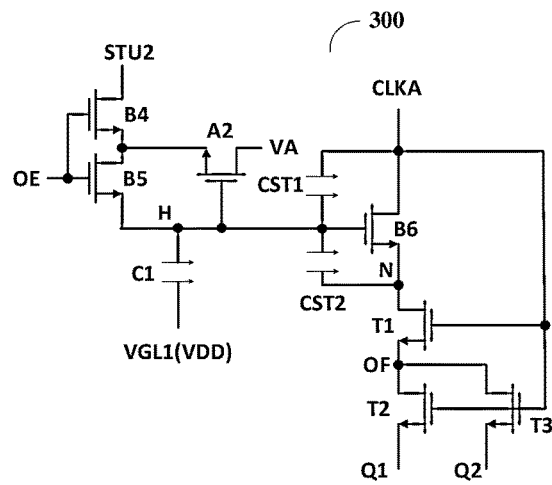 300
STU2
CLKA
B4
A2
VA
OE
B5
CST1
H
B6
C1
N
CST2
T1
VGL1(VDD)
OF
T2
T3
Q1
Q2